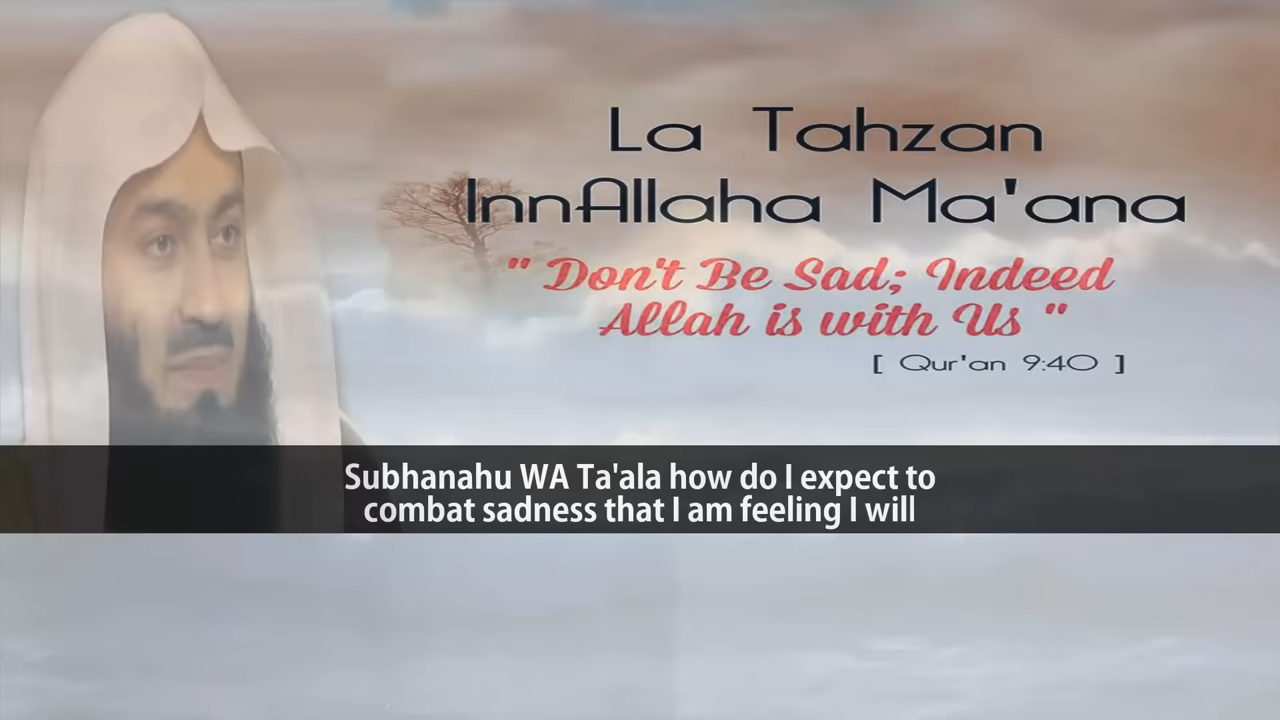 La Tahzan
InnAllaha Ma'ana
" Don't Be Sad; Indeed
Allah is with Us "
[ Qur'an 9:40 ]
Subhanahu WA Ta'ala how do I expect to
combat sadness that I am feeling I will